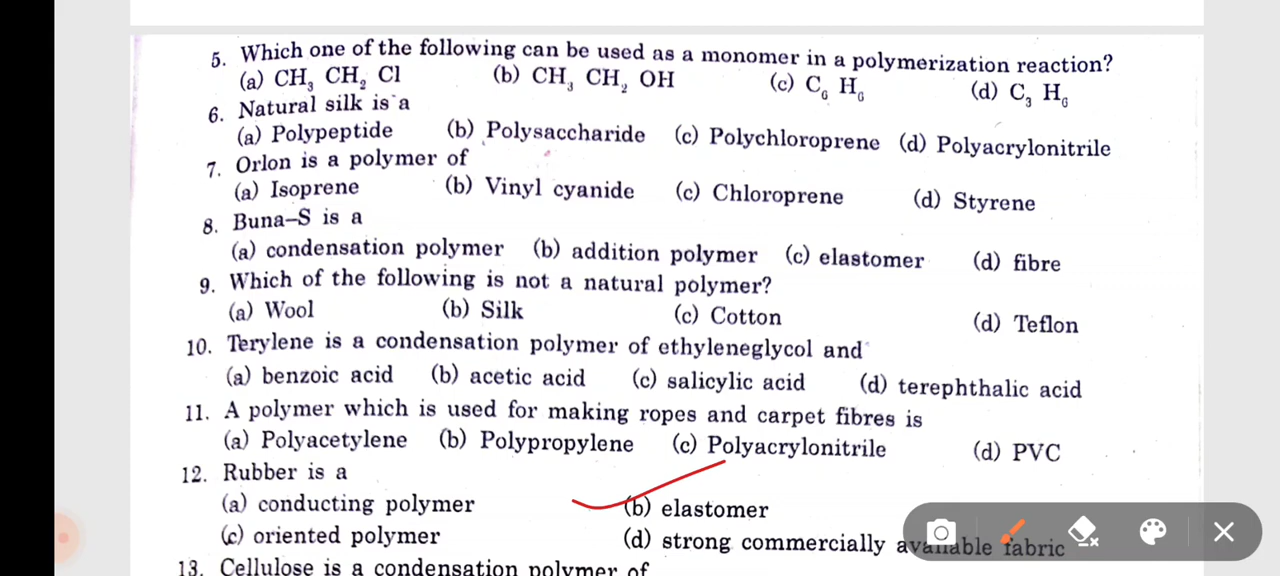 5. Which one of the following can be used as a monomer in a polymerization reaction?
(a) CH₃ CH₂ Cl (b) CH₃ CH₂ OH (c) C₆ H₆ (d) C₃ H₆
6. Natural silk is a
(a) Polypeptide (b) Polysaccharide (c) Polychloroprene (d) Polyacrylonitrile
7. Orlon is a polymer of
(a) Isoprene (b) Vinyl cyanide (c) Chloroprene (d) Styrene
8. Buna–S is a
(a) condensation polymer (b) addition polymer (c) elastomer (d) fibre
9. Which of the following is not a natural polymer?
(a) Wool (b) Silk (c) Cotton (d) Teflon
10. Terylene is a condensation polymer of ethyleneglycol and
(a) benzoic acid (b) acetic acid (c) salicylic acid (d) terephthalic acid
11. A polymer which is used for making ropes and carpet fibres is
(a) Polyacetylene (b) Polypropylene (c) Polyacrylonitrile (d) PVC
12. Rubber is a
(a) conducting polymer (b) elastomer
(c) oriented polymer (d) strong commercially available fabric
13. Cellulose is a condensation polymer of